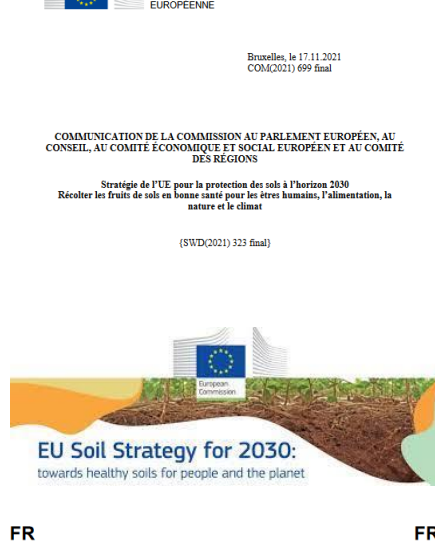 EUROPÉENNE
Bruxelles, le 17.11.2021
COM(2021) 699 final
COMMUNICATION DE LA COMMISSION AU PARLEMENT EUROPÉEN, AU
CONSEIL, AU COMITÉ ÉCONOMIQUE ET SOCIAL EUROPÉEN ET AU COMITÉ
DES RÉGIONS
Stratégie de l'UE pour la protection des sols à l'horizon 2030
Récolter les fruits de sols en bonne santé pour les êtres humains, l'alimentation, la
nature et le climat
{SWD(2021) 323 final}
European
Commission
EU Soil Strategy for 2030:
towards healthy soils for people and the planet
FR FR